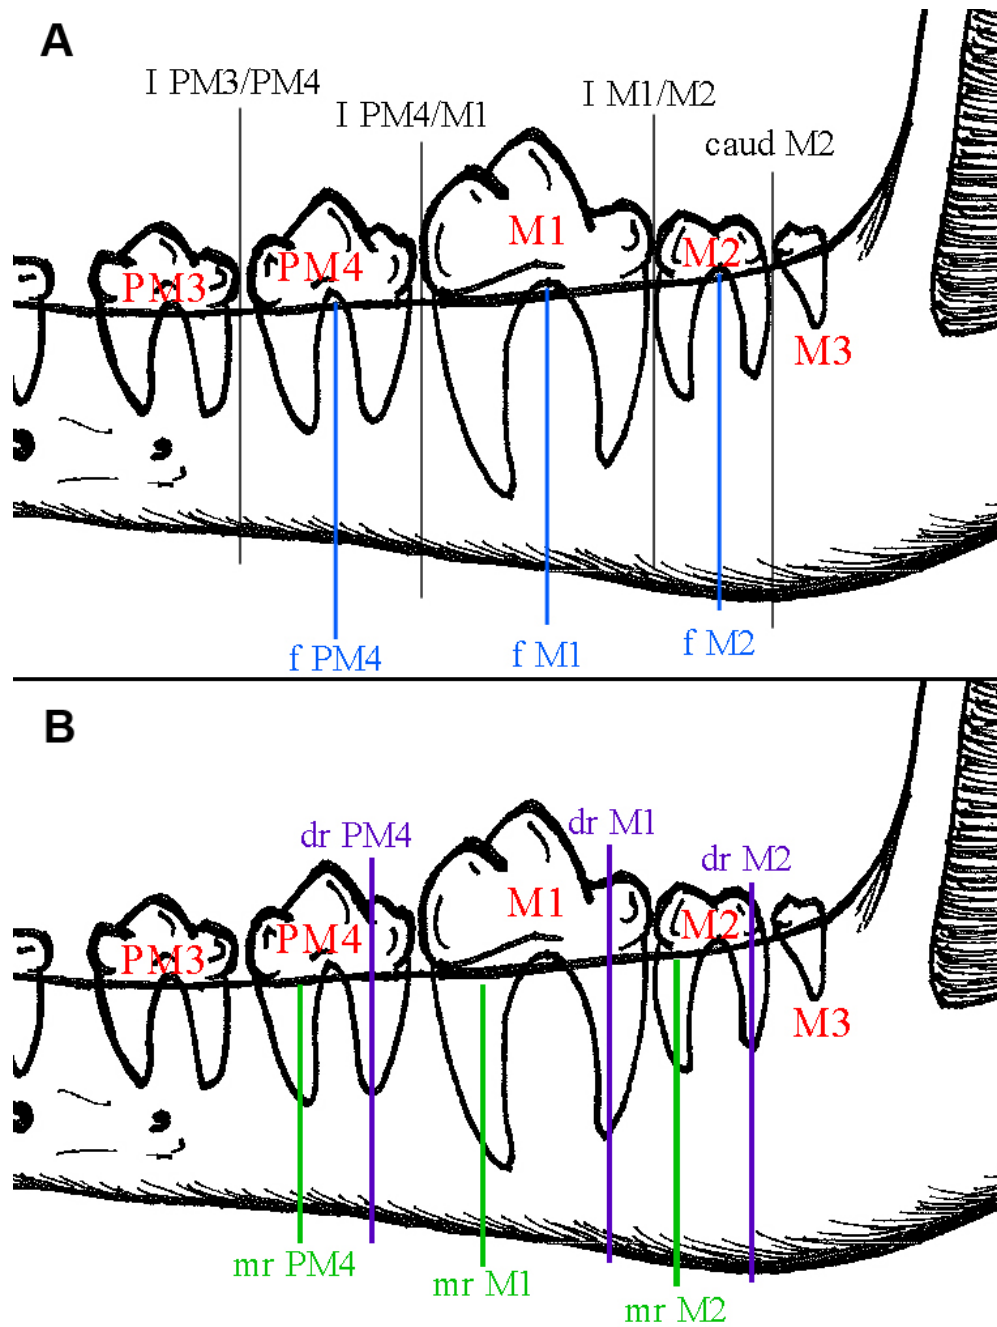 A
I PM3/PM4
I PM4/M1
I M1/M2
caud M2
PM3
PM4
M1
M2
M3
f PM4
f M1
f M2
B
dr PM4
dr M1
dr M2
PM3
PM4
M1
M2
M3
mr PM4
mr M1
mr M2